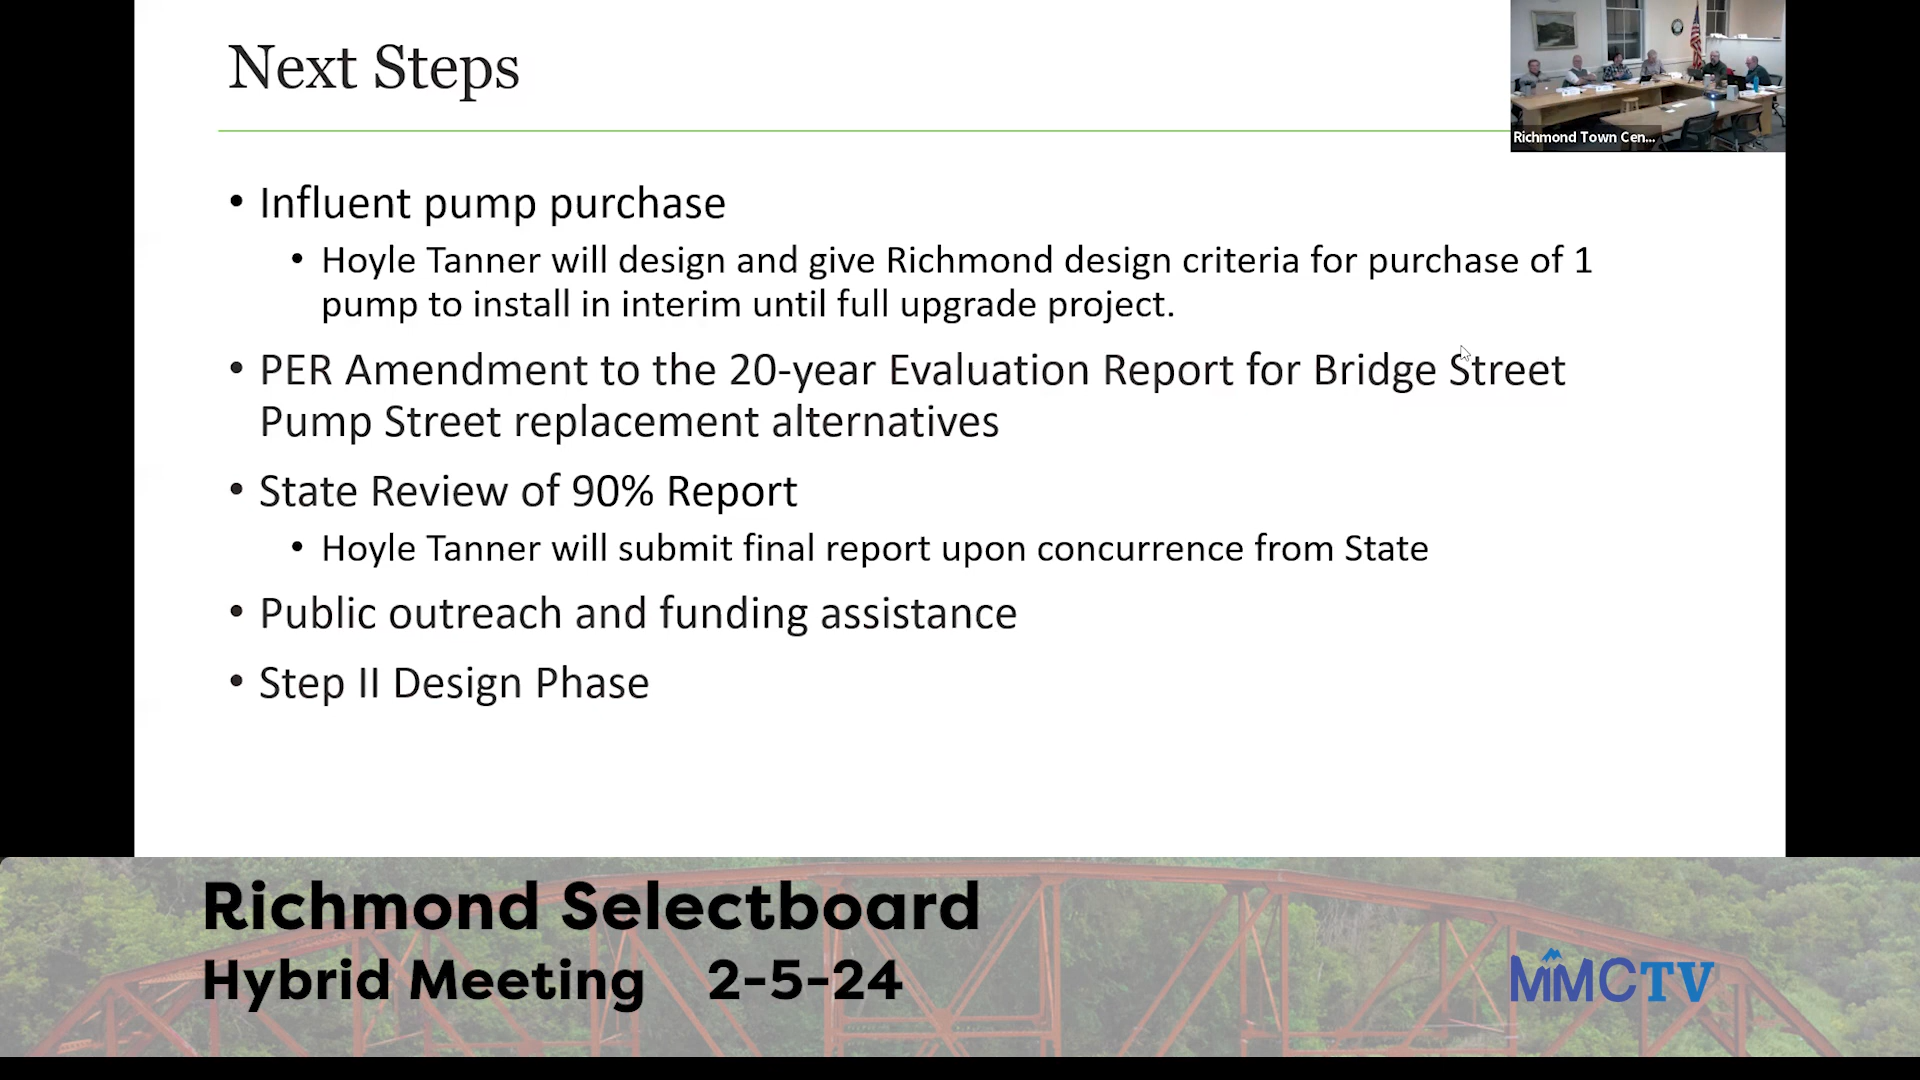 Next Steps
Richmond Town Cen...
• Influent pump purchase
• Hoyle Tanner will design and give Richmond design criteria for purchase of 1
pump to install in interim until full upgrade project.
• PER Amendment to the 20-year Evaluation Report for Bridge Street
Pump Street replacement alternatives
• State Review of 90% Report
• Hoyle Tanner will submit final report upon concurrence from State
• Public outreach and funding assistance
• Step II Design Phase
Richmond Selectboard
Hybrid Meeting 2-5-24
MMCTV